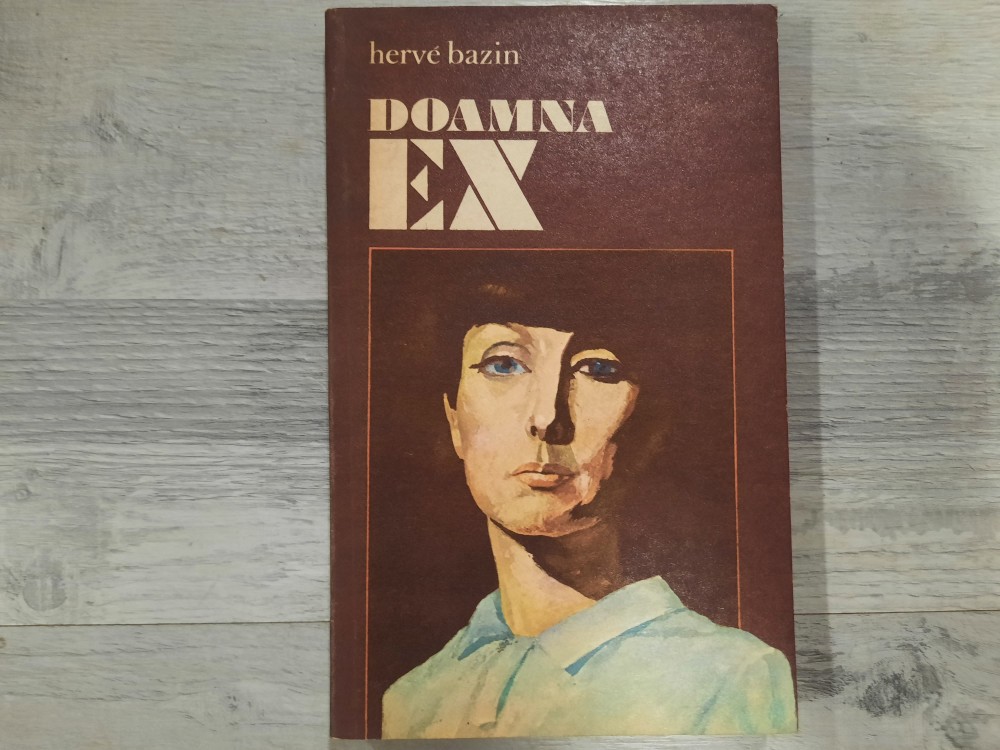 hervé bazin
DOAMNA
EX